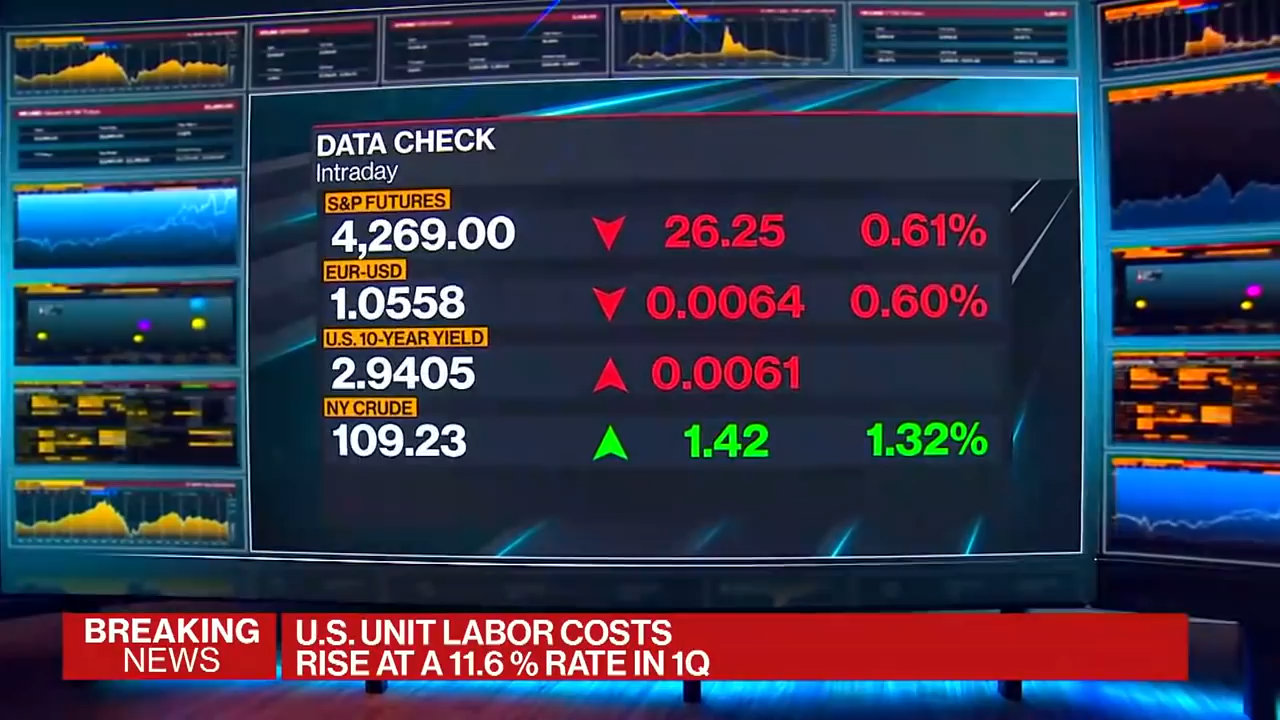 DATA CHECK
Intraday
S&P FUTURES
4,269.00 ▼ 26.25 0.61%
EUR-USD
1.0558 ▼ 0.0064 0.60%
U.S. 10-YEAR YIELD
2.9405 ▲ 0.0061
NY CRUDE
109.23 ▲ 1.42 1.32%
BREAKING
NEWS
U.S. UNIT LABOR COSTS
RISE AT A 11.6 % RATE IN 1Q